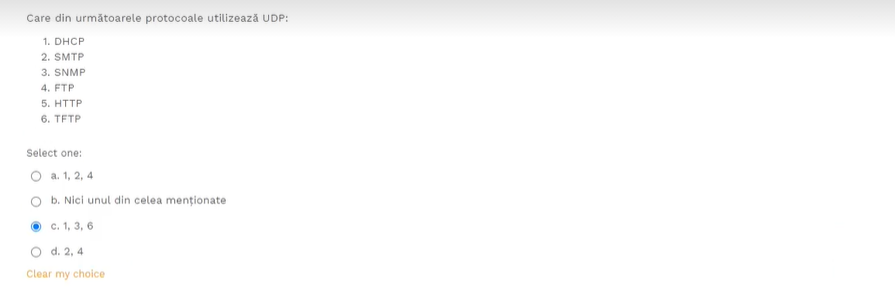 Care din următoarele protocoale utilizează UDP:
1. DHCP
2. SMTP
3. SNMP
4. FTP
5. HTTP
6. TFTP
Select one:
a. 1, 2, 4
b. Nici unul din celea menționate
c. 1, 3, 6
d. 2, 4
Clear my choice